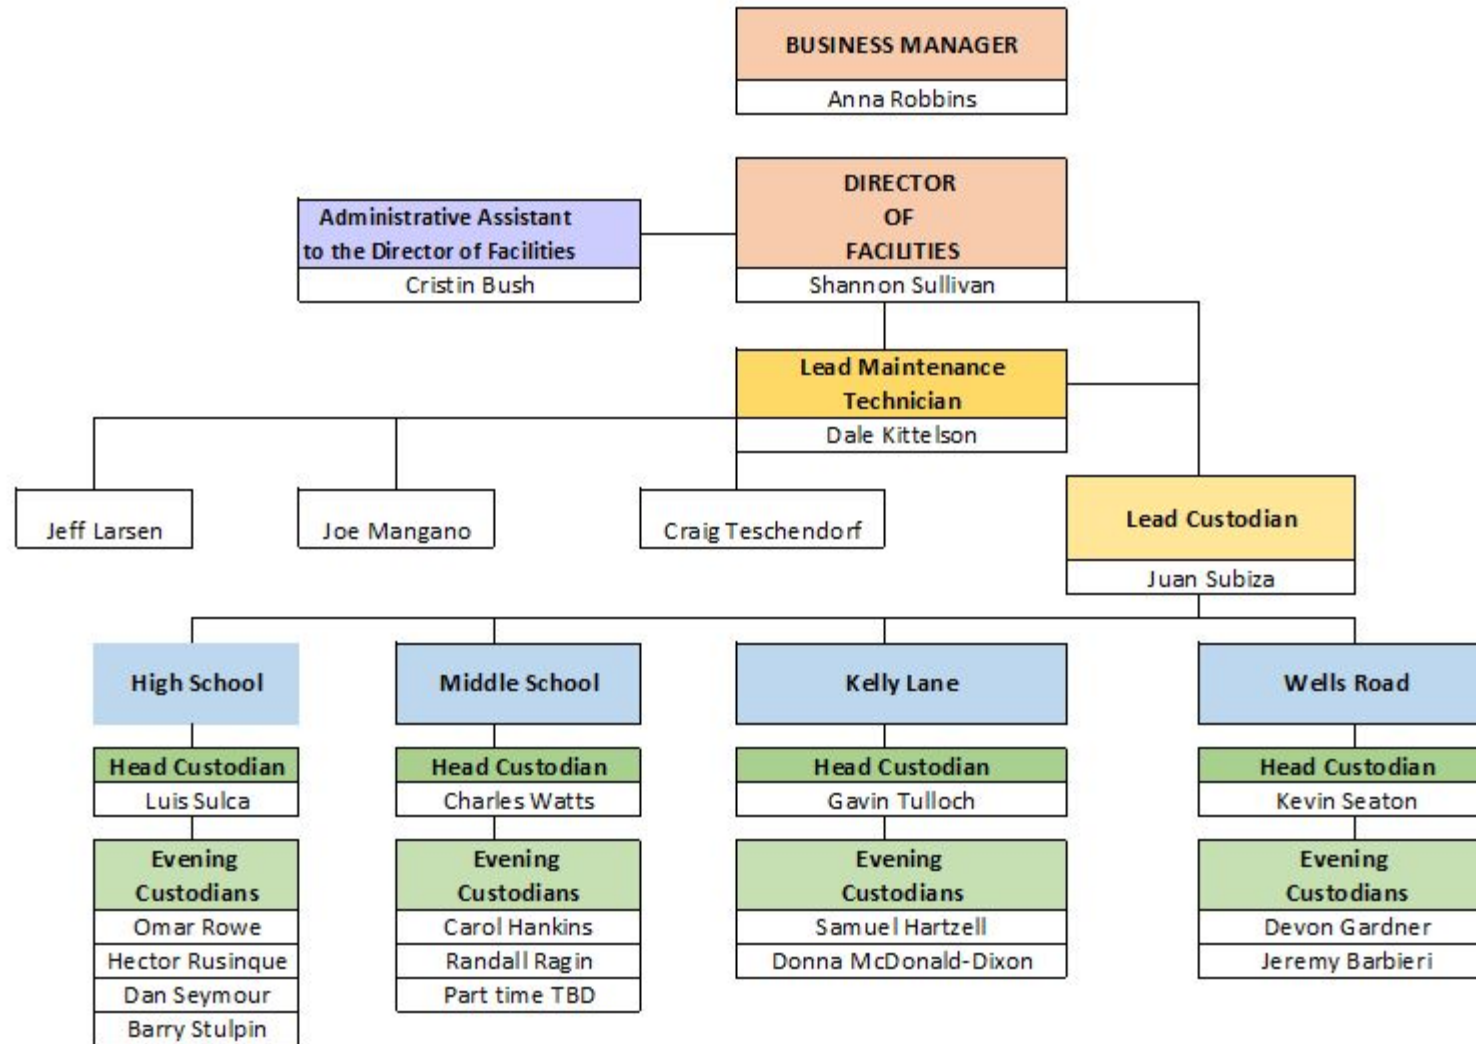 BUSINESS MANAGER
Anna Robbins
DIRECTOR
OF
FACILITIES
Shannon Sullivan
Administrative Assistant
to the Director of Facilities
Cristin Bush
Lead Maintenance
Technician
Dale Kittelson
Jeff Larsen
Joe Mangano
Craig Teschendorf
Lead Custodian
Juan Subiza
High School
Head Custodian
Luis Sulca
Evening
Custodians
Omar Rowe
Hector Rusinque
Dan Seymour
Barry Stulpin
Middle School
Head Custodian
Charles Watts
Evening
Custodians
Carol Hankins
Randall Ragin
Part time TBD
Kelly Lane
Head Custodian
Gavin Tulloch
Evening
Custodians
Samuel Hartzell
Donna McDonald-Dixon
Wells Road
Head Custodian
Kevin Seaton
Evening
Custodians
Devon Gardner
Jeremy Barbieri